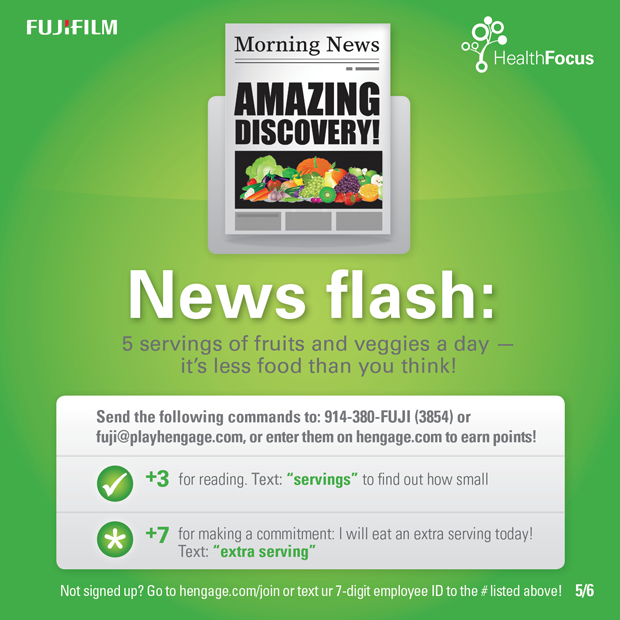 FUJIFILM
HealthFocus
Morning News
AMAZING
DISCOVERY!
News flash:
5 servings of fruits and veggies a day —
it's less food than you think!
Send the following commands to: 914-380-FUJI (3854) or
fuji@playhengage.com, or enter them on hengage.com to earn points!
+3 for reading. Text: “servings” to find out how small
+7 for making a commitment: I will eat an extra serving today!
Text: “extra serving”
Not signed up? Go to hengage.com/join or text ur 7-digit employee ID to the # listed above! 5/6